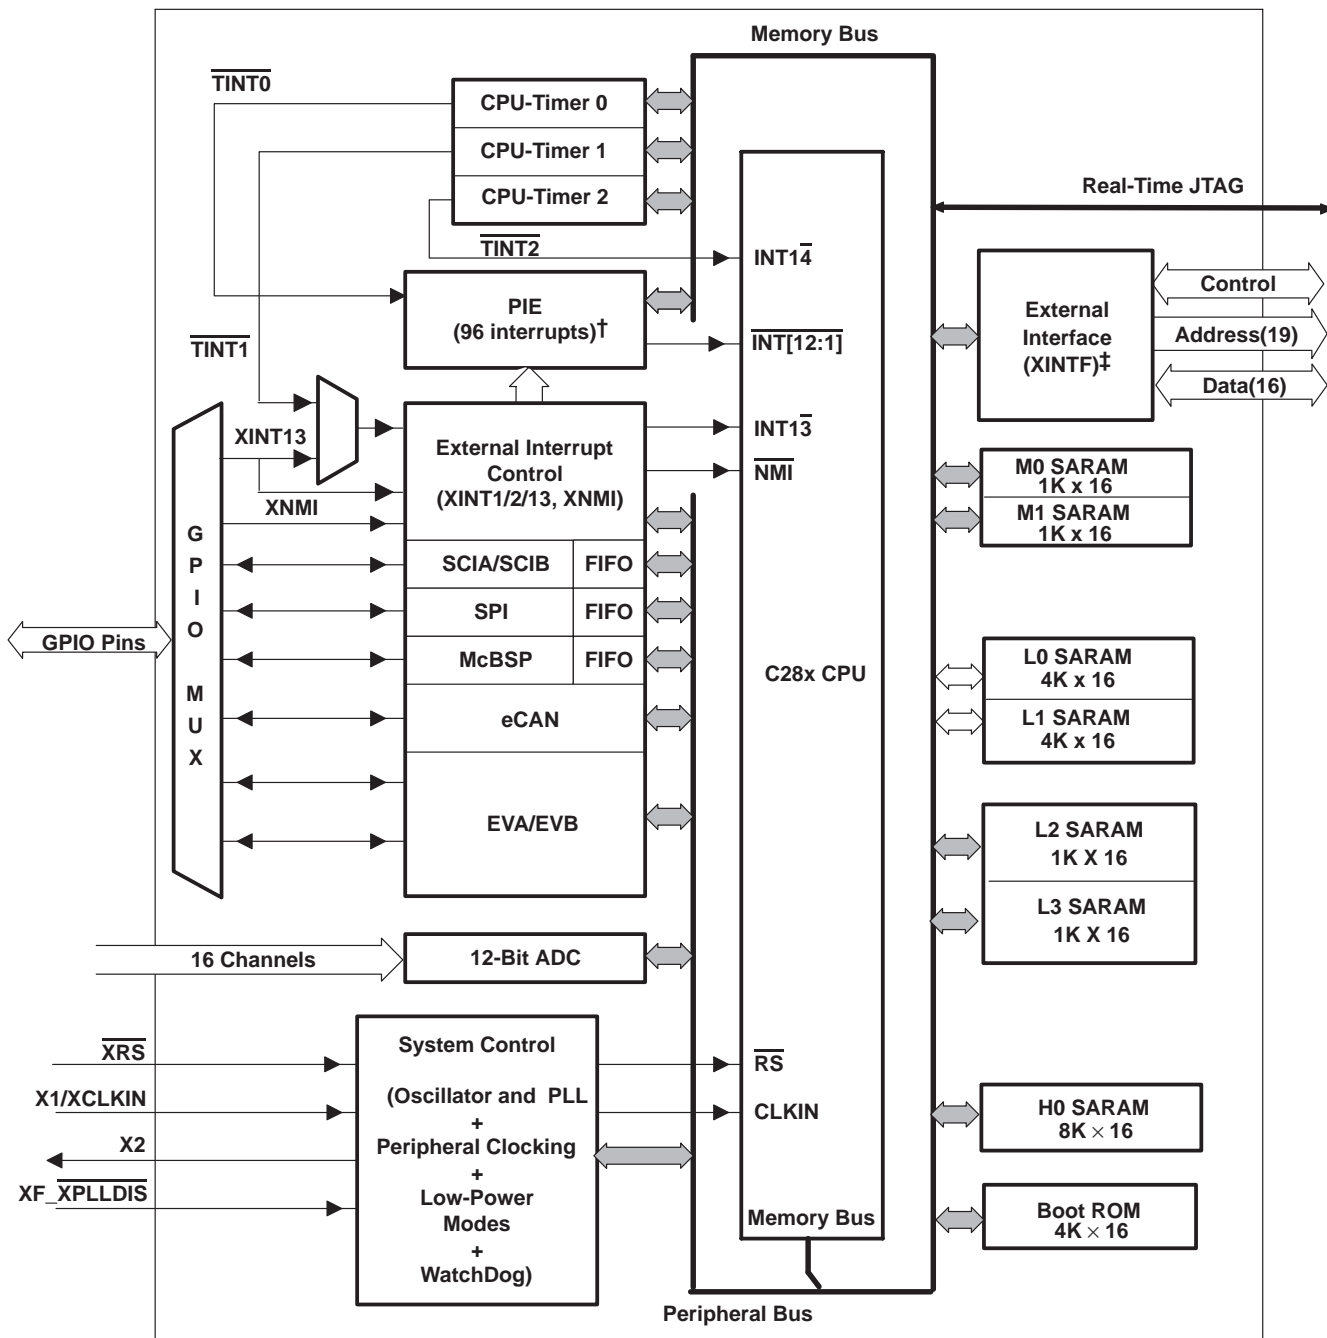 Memory Bus
TINT0
CPU-Timer 0
CPU-Timer 1
CPU-Timer 2
Real-Time JTAG
TINT2
INT14
PIE
(96 interrupts)†
External
Interface
(XINTF)‡
Control
Address(19)
Data(16)
TINT1
INT[12:1]
XINT13
External Interrupt
Control
(XINT1/2/13, XNMI)
INT13
NMI
XNMI
M0 SARAM
1K x 16
M1 SARAM
1K x 16
GPIO MUX
SCIA/SCIB
FIFO
SPI
FIFO
GPIO Pins
McBSP
FIFO
C28x CPU
L0 SARAM
4K x 16
L1 SARAM
4K x 16
eCAN
EVA/EVB
L2 SARAM
1K X 16
L3 SARAM
1K X 16
16 Channels
12-Bit ADC
XRS
X1/XCLKIN
X2
XF_XPLLDIS
System Control
(Oscillator and PLL
+
Peripheral Clocking
+
Low-Power
Modes
+
WatchDog)
RS
CLKIN
H0 SARAM
8K × 16
Memory Bus
Boot ROM
4K × 16
Peripheral Bus